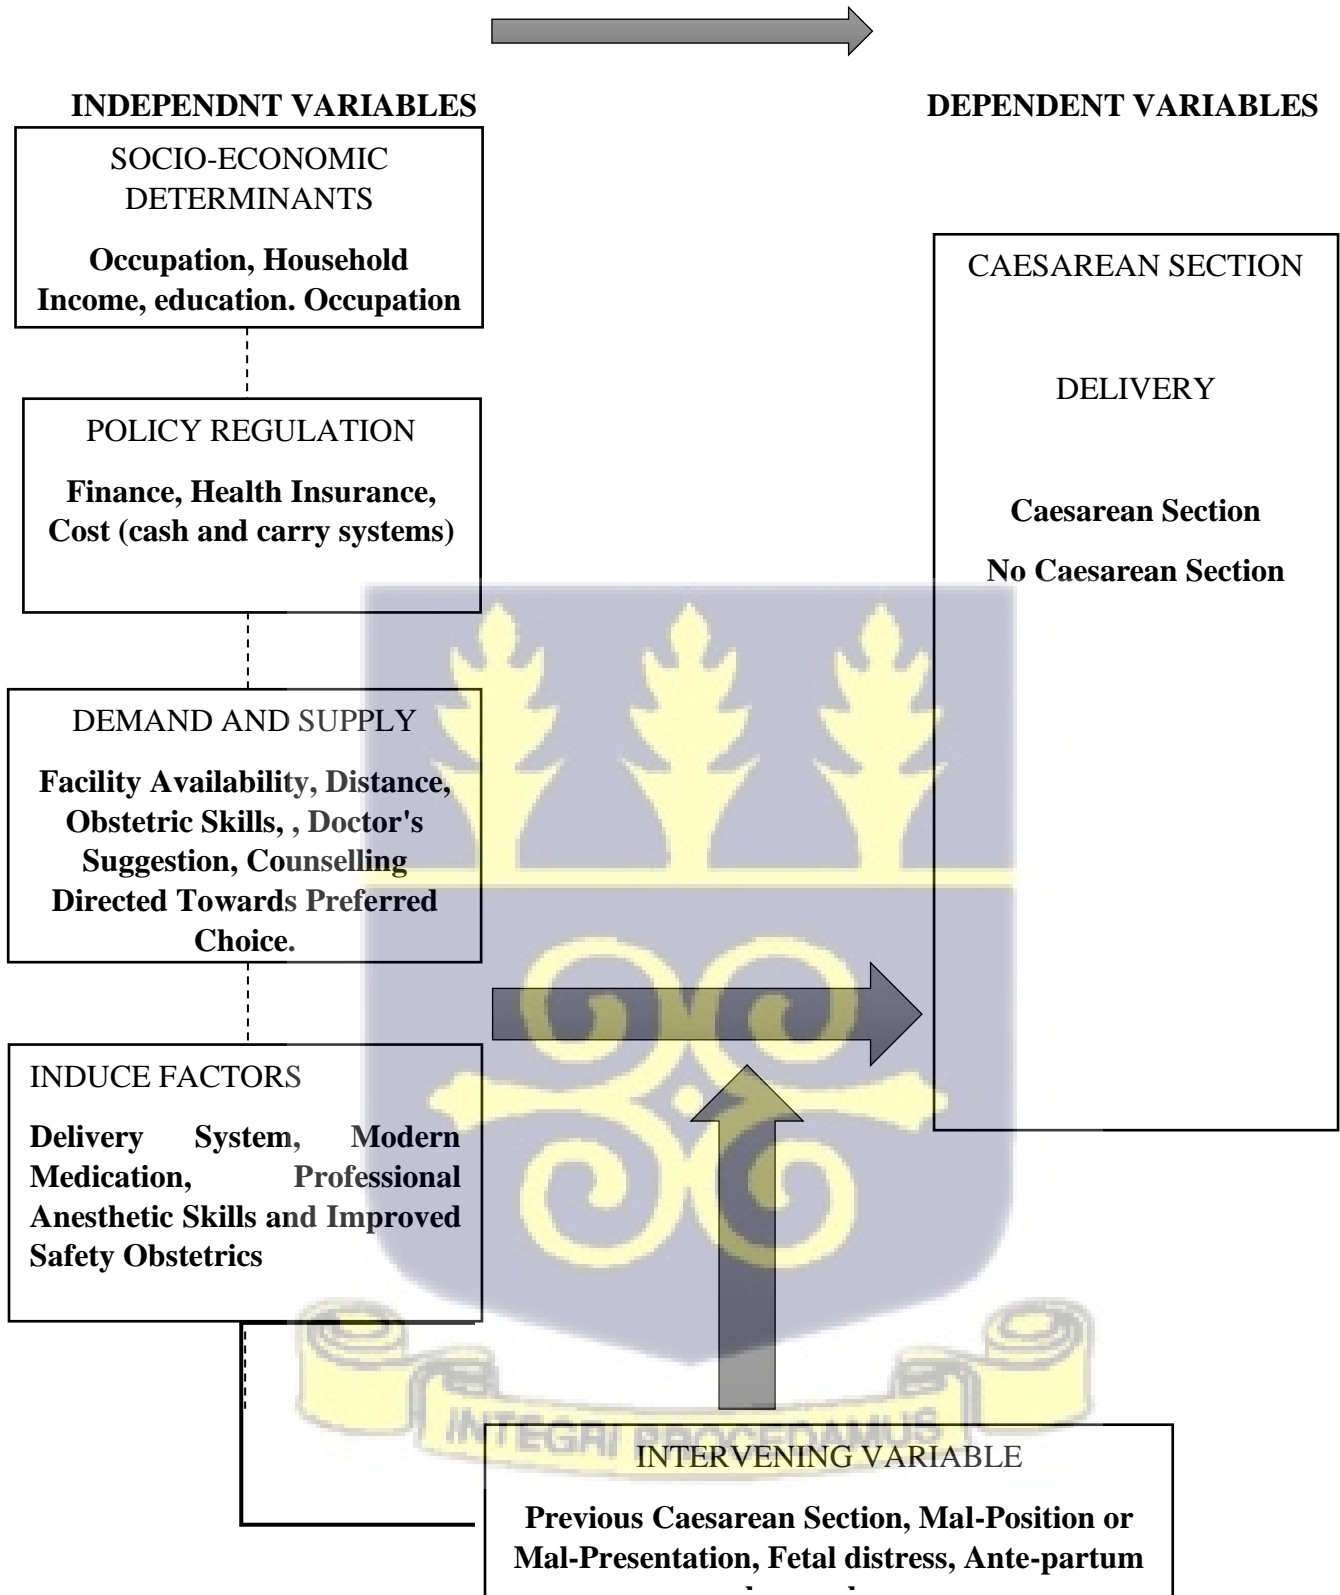 INDEPENDNT VARIABLES
DEPENDENT VARIABLES
SOCIO-ECONOMIC
DETERMINANTS
Occupation, Household
Income, education. Occupation
POLICY REGULATION
Finance, Health Insurance,
Cost (cash and carry systems)
DEMAND AND SUPPLY
Facility Availability, Distance,
Obstetric Skills, , Doctor's
Suggestion, Counselling
Directed Towards Preferred
Choice.
INDUCE FACTORS
Delivery System, Modern
Medication, Professional
Anesthetic Skills and Improved
Safety Obstetrics
CAESAREAN SECTION
DELIVERY
Caesarean Section
No Caesarean Section
INTEGRI PROCEDAMUS
INTERVENING VARIABLE
Previous Caesarean Section, Mal-Position or
Mal-Presentation, Fetal distress, Ante-partum